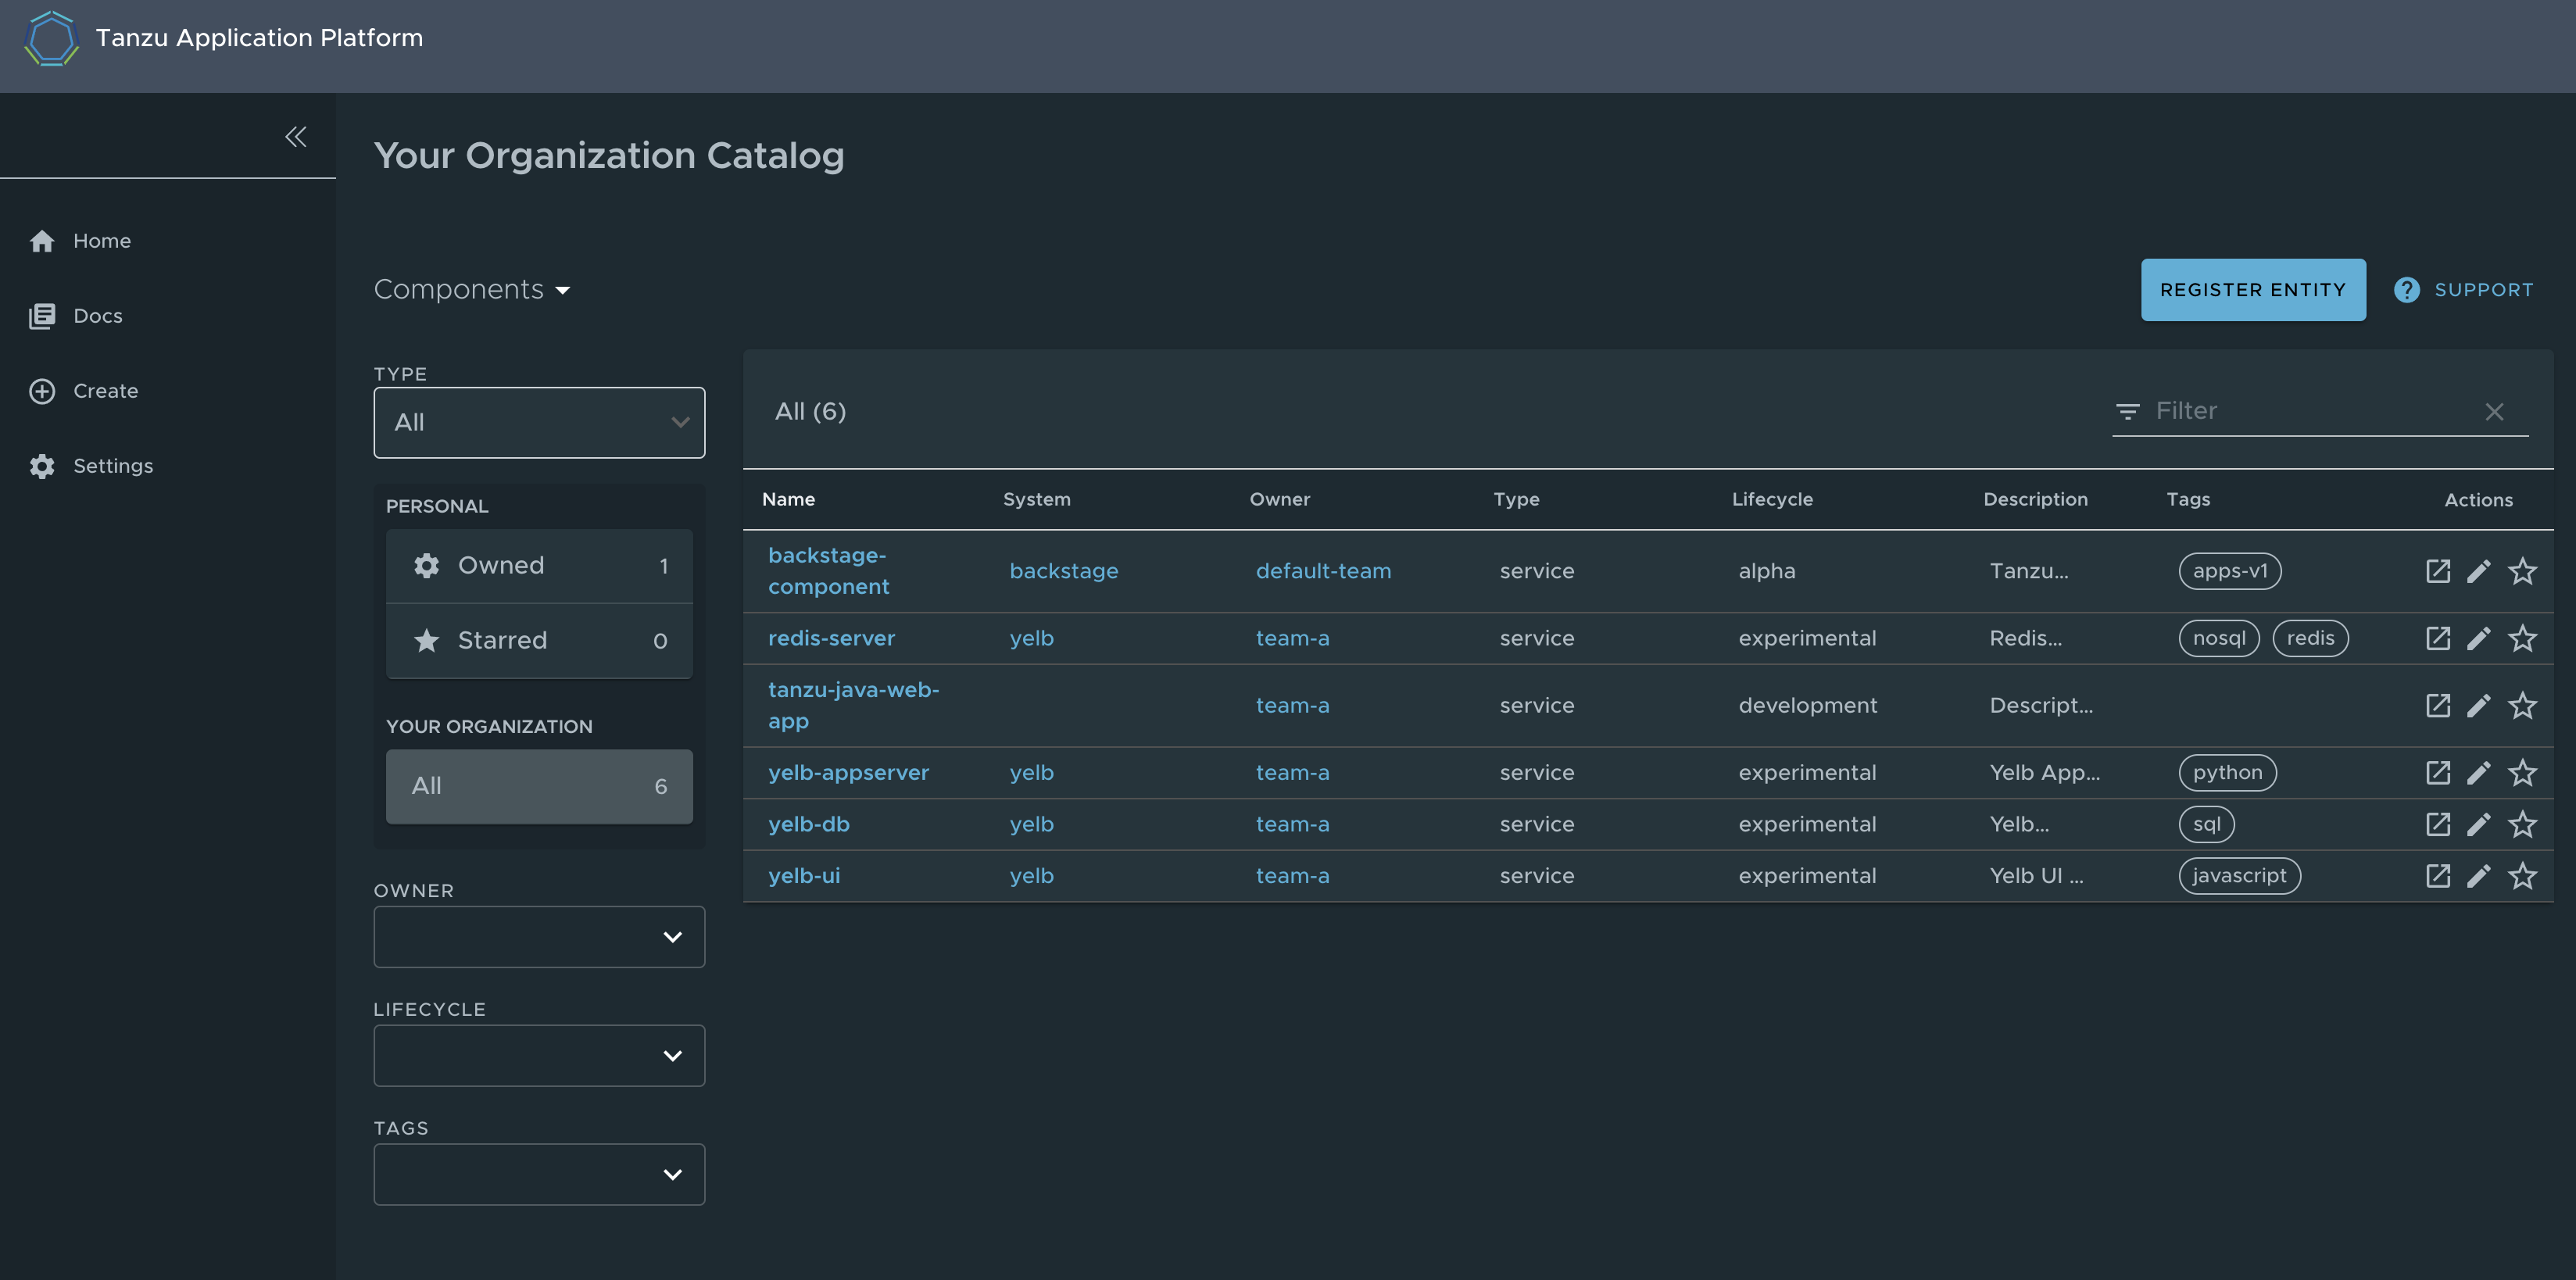 Tanzu Application Platform
Home
Docs
Create
Settings
Your Organization Catalog
Components
REGISTER ENTITY
? SUPPORT
TYPE
All
PERSONAL
Owned 1
Starred 0
YOUR ORGANIZATION
All 6
OWNER
LIFECYCLE
TAGS
All (6)
Filter
Name System Owner Type Lifecycle Description Tags Actions
backstage-
component backstage default-team service alpha Tanzu... apps-v1
redis-server yelb team-a service experimental Redis... nosql redis
tanzu-java-web-
app team-a service development Descript...
yelb-appserver yelb team-a service experimental Yelb App... python
yelb-db yelb team-a service experimental Yelb... sql
yelb-ui yelb team-a service experimental Yelb UI ... javascript